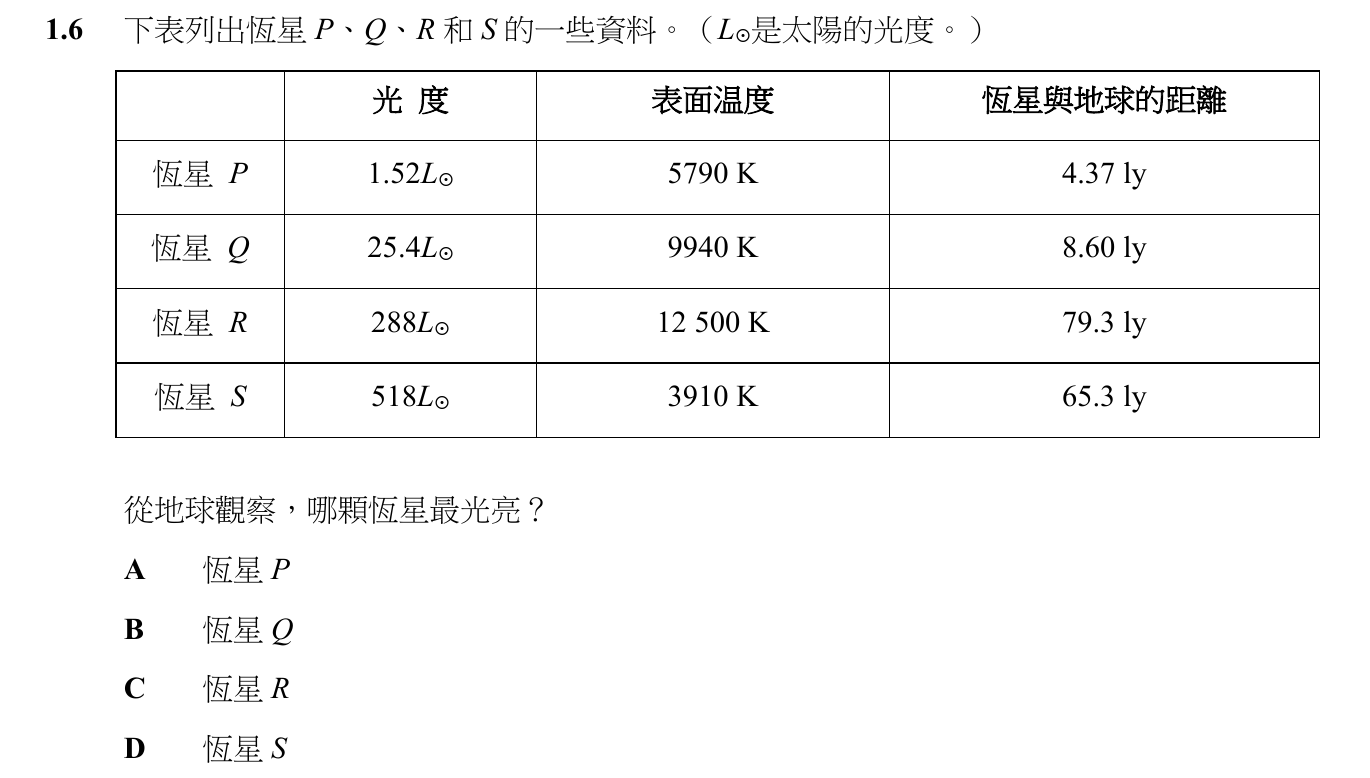 1.6 下表列出恆星 P、Q、R 和 S 的一些資料。（L⊙是太陽的光度。）
光 度 表面温度 恆星與地球的距離
恆星 P 1.52L⊙ 5790 K 4.37 ly
恆星 Q 25.4L⊙ 9940 K 8.60 ly
恆星 R 288L⊙ 12 500 K 79.3 ly
恆星 S 518L⊙ 3910 K 65.3 ly
從地球觀察，哪顆恆星最光亮？
A 恆星 P
B 恆星 Q
C 恆星 R
D 恆星 S